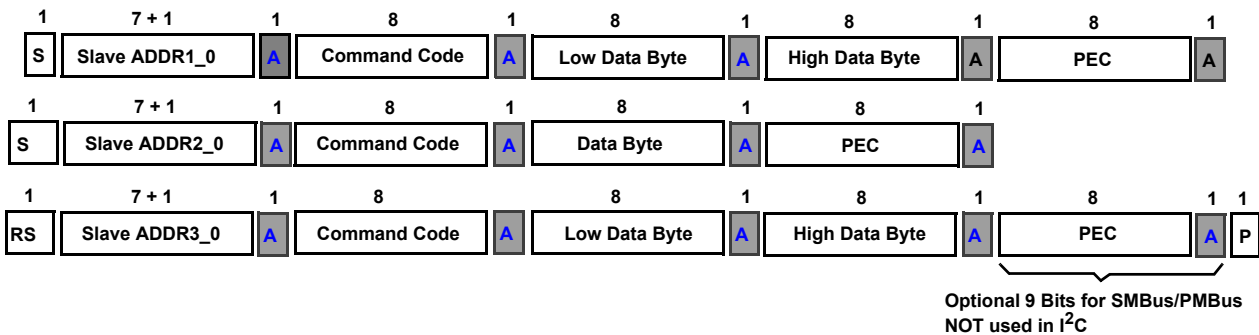 1 7 + 1 1 8 1 8 1 8 1 8 1
S Slave ADDR1_0 A Command Code A Low Data Byte A High Data Byte A PEC A
1 7 + 1 1 8 1 8 1 8 1
S Slave ADDR2_0 A Command Code A Data Byte A PEC A
1 7 + 1 1 8 1 8 1 8 1 8 1 1
RS Slave ADDR3_0 A Command Code A Low Data Byte A High Data Byte A PEC A P
Optional 9 Bits for SMBus/PMBus
NOT used in I²C